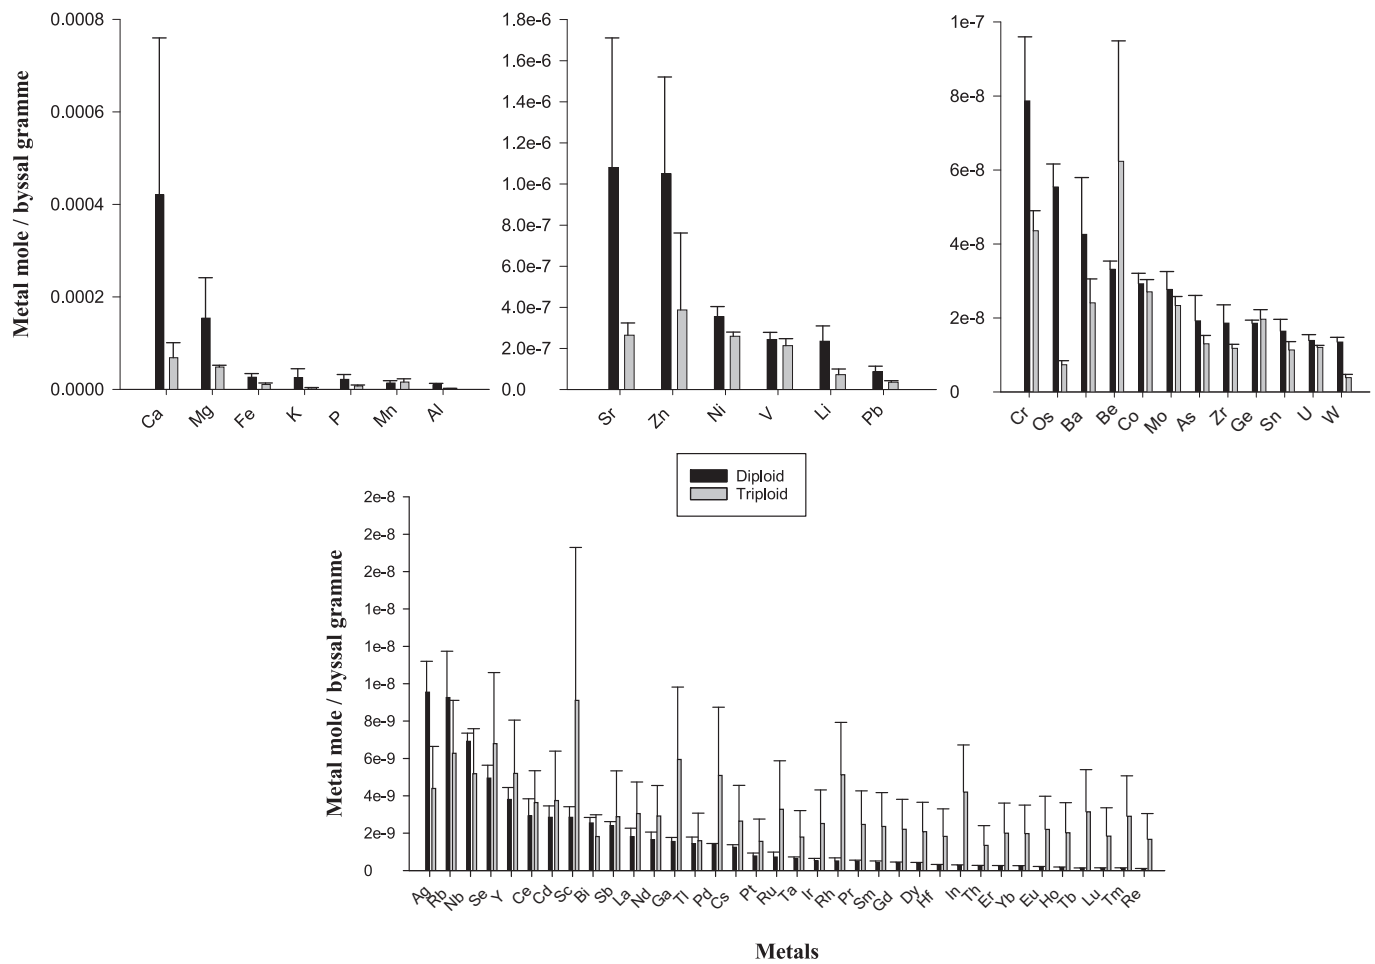 Metal mole / byssal gramme
0.0008
0.0006
0.0004
0.0002
0.0000
Ca Mg Fe K P Mn Al
1.8e-6
1.6e-6
1.4e-6
1.2e-6
1.0e-6
8.0e-7
6.0e-7
4.0e-7
2.0e-7
0.0
Sr Zn Ni V Li Pb
1e-7
8e-8
6e-8
4e-8
2e-8
0
Cr Os Ba Be Co Mo As Zr Ge Sn U W
Diploid
Triploid
Metal mole / byssal gramme
2e-8
2e-8
2e-8
1e-8
1e-8
1e-8
8e-9
6e-9
4e-9
2e-9
0
Ag Rb Nb Se Y Ce Cd Sc Bi Sb La Nd Ga Tl Pd Cs Pt Ru Ta Ir Rh Pr Sm Gd Dy Hf In Th Er Yb Eu Ho Tb Lu Tm Re
Metals